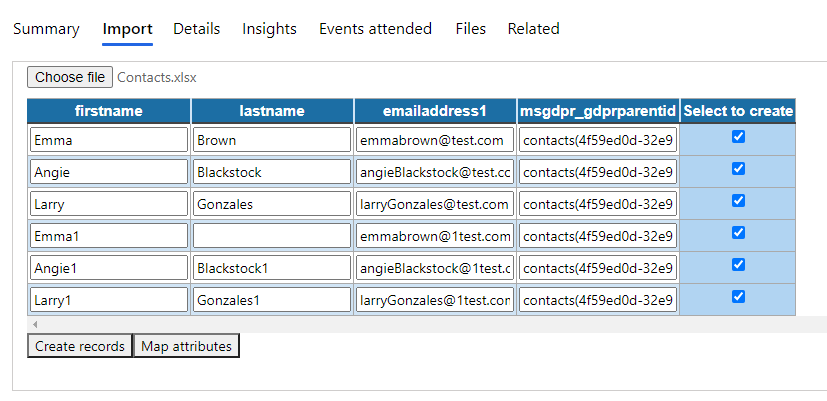 Summary Import Details Insights Events attended Files Related
Choose file Contacts.xlsx
firstname lastname emailaddress1 msgdpr_gdprparentid Select to create
Emma Brown emmabrown@test.com contacts(4f59ed0d-32e9
Angie Blackstock angieBlackstock@test.cc contacts(4f59ed0d-32e9
Larry Gonzales larryGonzales@test.com contacts(4f59ed0d-32e9
Emma1 emmabrown@1test.com contacts(4f59ed0d-32e9
Angie1 Blackstock1 angieBlackstock@1test.c contacts(4f59ed0d-32e9
Larry1 Gonzales1 larryGonzales@1test.con contacts(4f59ed0d-32e9
Create records Map attributes